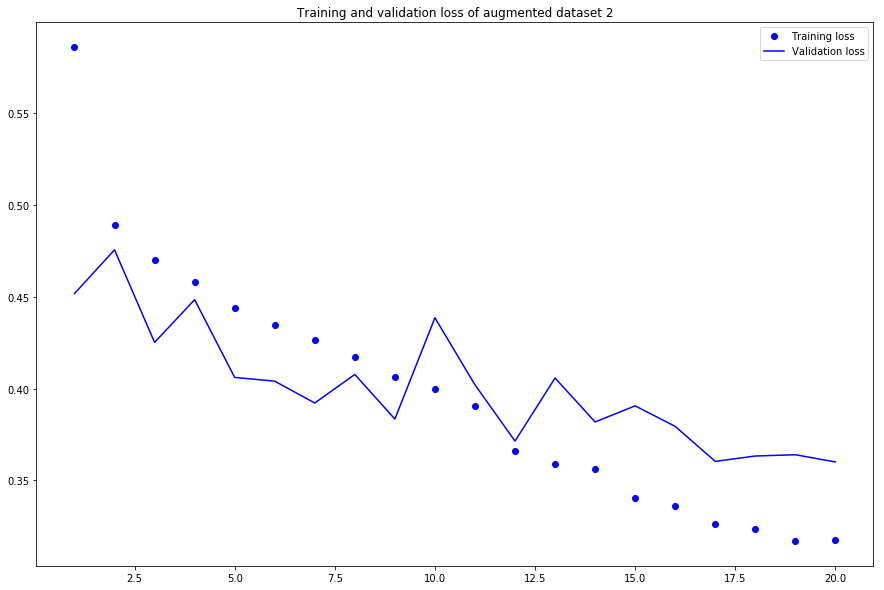 Training and validation loss of augmented dataset 2
Training loss
Validation loss
0.55
0.50
0.45
0.40
0.35
2.5 5.0 7.5 10.0 12.5 15.0 17.5 20.0